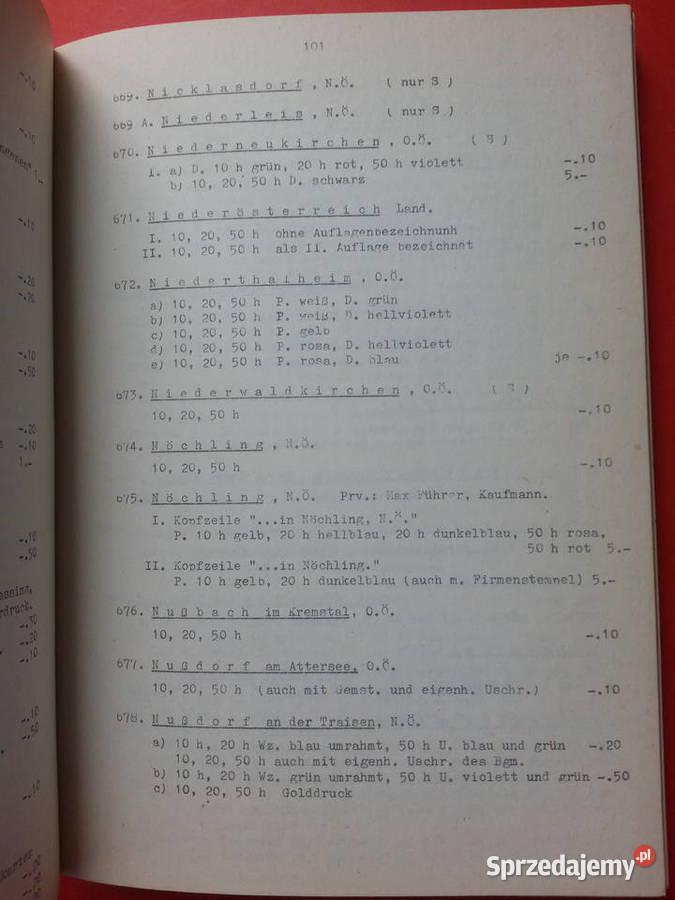 101
669. Nicklasdorf, N.Ö. ( nur S )
669 A. Niederleis, N.Ö. ( nur S )
670. Niederneukirchen, O.Ö. ( S )
I. a) D. 10 h grün, 20 h rot, 50 h violett -.10
b) 10, 20, 50 h D. schwarz 5.-
671. Niederösterreich Land.
I. 10, 20, 50 h ohne Auflagenbezeichnunh -.10
II. 10, 20, 50 h als II. Auflage bezeichnet -.10
672. Niederthalheim, O.Ö.
a) 10, 20, 50 h P. weiß, D. grün
b) 10, 20, 50 h P. weiß, D. hellviolett
c) 10, 20, 50 h P. gelb
d) 10, 20, 50 h P. rosa, D. hellviolett
e) 10, 20, 50 h P. rosa, D. blau je -.10
673. Niederwaldkirchen, O.Ö. ( S )
10, 20, 50 h -.10
674. Nöchling, N.Ö.
10, 20, 50 h -.10
675. Nöchling, N.Ö. Prv.: Max Führer, Kaufmann.
I. Kopfzeile "...in Nöchling, N.Ö."
P. 10 h gelb, 20 h hellblau, 20 h dunkelblau, 50 h rosa,
50 h rot 5.-
II. Kopfzeile "...in Nöchling."
P. 10 h gelb, 20 h dunkelblau (auch m. Firmenstempel) 5.-
676. Nußbach im Kremstal, O.Ö.
10, 20, 50 h -.10
677. Nußdorf am Attersee, O.Ö.
10, 20, 50 h (auch mit Gemst. und eigenh. Uschr.) -.10
678. Nußdorf an der Traisen, N.Ö.
a) 10 h, 20 h Wz. blau umrahmt, 50 h U. blau und grün -.20
10, 20, 50 h auch mit eigenh. Uschr. des Bgm.
b) 10 h, 20 h Wz. grün umrahmt, 50 h U. violett und grün -.50
c) 10, 20, 50 h Golddruck
Sprzedajemy.pl